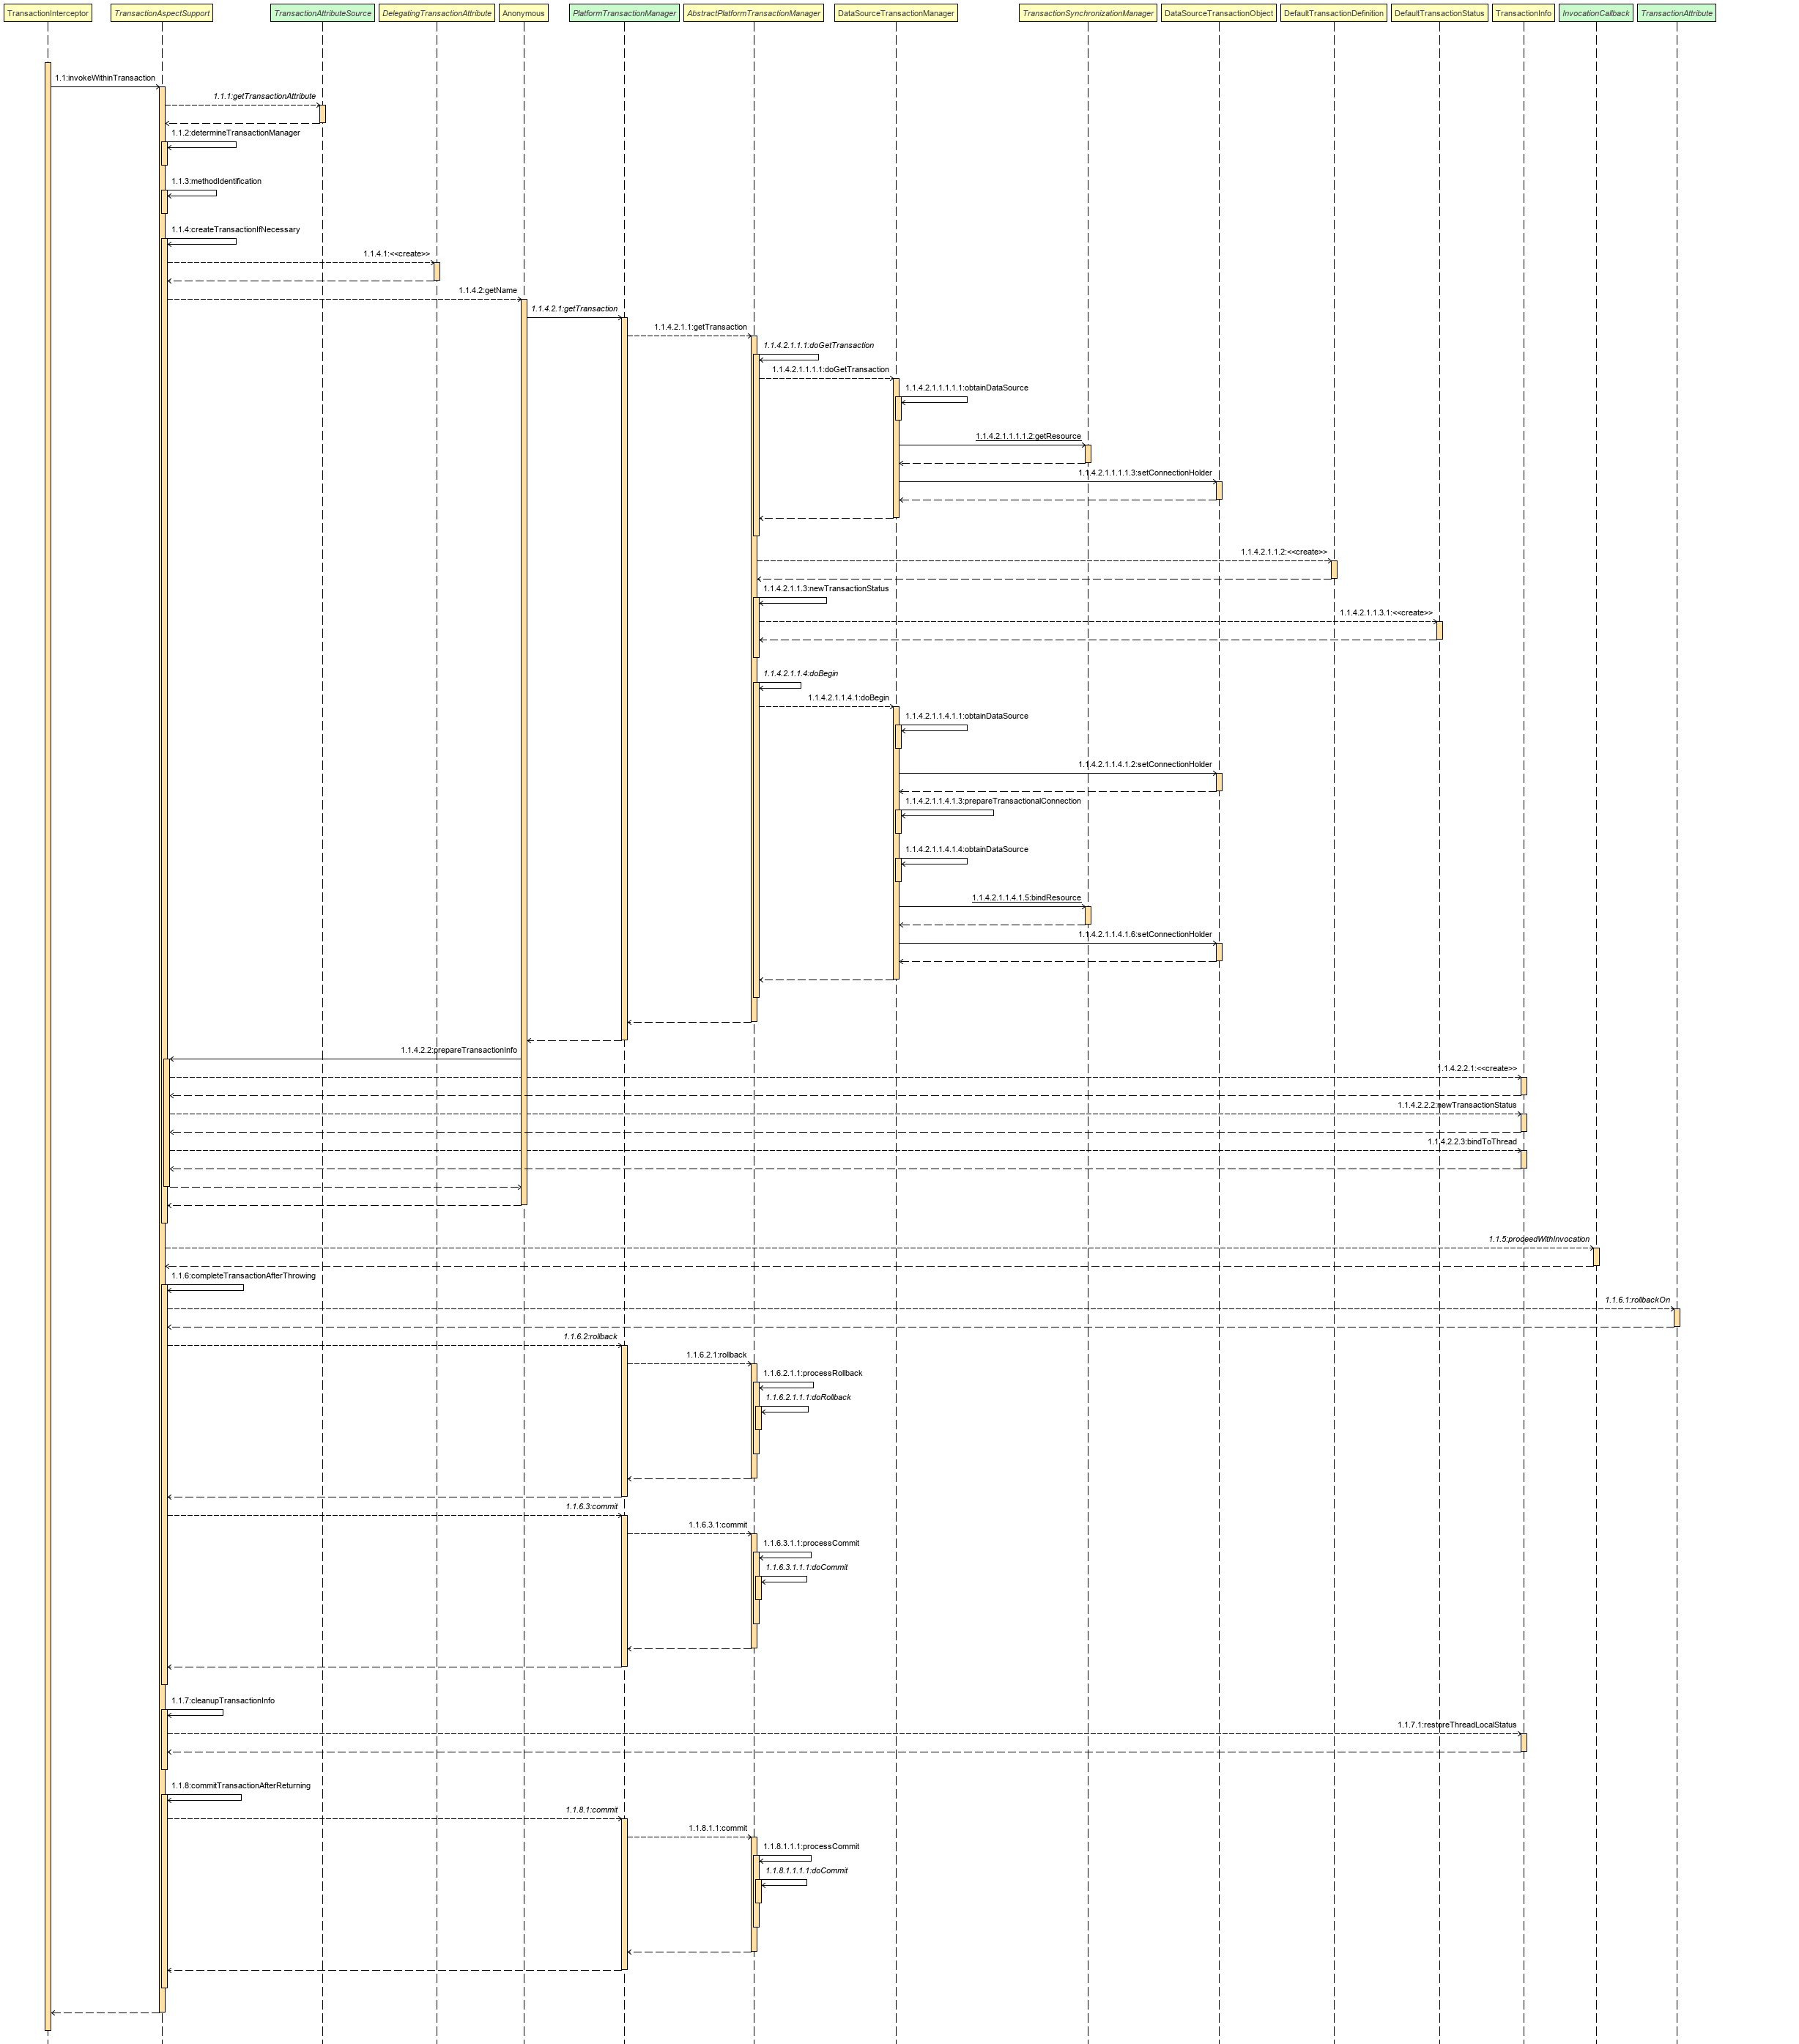 TransactionInterceptor
TransactionAspectSupport
TransactionAttributeSource
DelegatingTransactionAttribute
Anonymous
PlatformTransactionManager
AbstractPlatformTransactionManager
DataSourceTransactionManager
TransactionSynchronizationManager
DataSourceTransactionObject
DefaultTransactionDefinition
DefaultTransactionStatus
TransactionInfo
InvocationCallback
TransactionAttribute
1.1:invokeWithinTransaction
1.1.1:getTransactionAttribute
1.1.2:determineTransactionManager
1.1.3:methodIdentification
1.1.4:createTransactionIfNecessary
1.1.4.1:<<create>>
1.1.4.2:getName
1.1.4.2.1:getTransaction
1.1.4.2.1.1:getTransaction
1.1.4.2.1.1.1:doGetTransaction
1.1.4.2.1.1.1.1:doGetTransaction
1.1.4.2.1.1.1.1.1:obtainDataSource
1.1.4.2.1.1.1.1.2:getResource
1.1.4.2.1.1.1.1.3:setConnectionHolder
1.1.4.2.1.1.2:<<create>>
1.1.4.2.1.1.3:newTransactionStatus
1.1.4.2.1.1.3.1:<<create>>
1.1.4.2.1.1.4:doBegin
1.1.4.2.1.1.4.1:doBegin
1.1.4.2.1.1.4.1.1:obtainDataSource
1.1.4.2.1.1.4.1.2:setConnectionHolder
1.1.4.2.1.1.4.1.3:prepareTransactionalConnection
1.1.4.2.1.1.4.1.4:obtainDataSource
1.1.4.2.1.1.4.1.5:bindResource
1.1.4.2.1.1.4.1.6:setConnectionHolder
1.1.4.2.2:prepareTransactionInfo
1.1.4.2.2.1:<<create>>
1.1.4.2.2.2:newTransactionStatus
1.1.4.2.2.3:bindToThread
1.1.5:proceedWithInvocation
1.1.6:completeTransactionAfterThrowing
1.1.6.1:rollbackOn
1.1.6.2:rollback
1.1.6.2.1:rollback
1.1.6.2.1.1:processRollback
1.1.6.2.1.1.1:doRollback
1.1.6.3:commit
1.1.6.3.1:commit
1.1.6.3.1.1:processCommit
1.1.6.3.1.1.1:doCommit
1.1.7:cleanupTransactionInfo
1.1.7.1:restoreThreadLocalStatus
1.1.8:commitTransactionAfterReturning
1.1.8.1:commit
1.1.8.1.1:commit
1.1.8.1.1.1:processCommit
1.1.8.1.1.1.1:doCommit